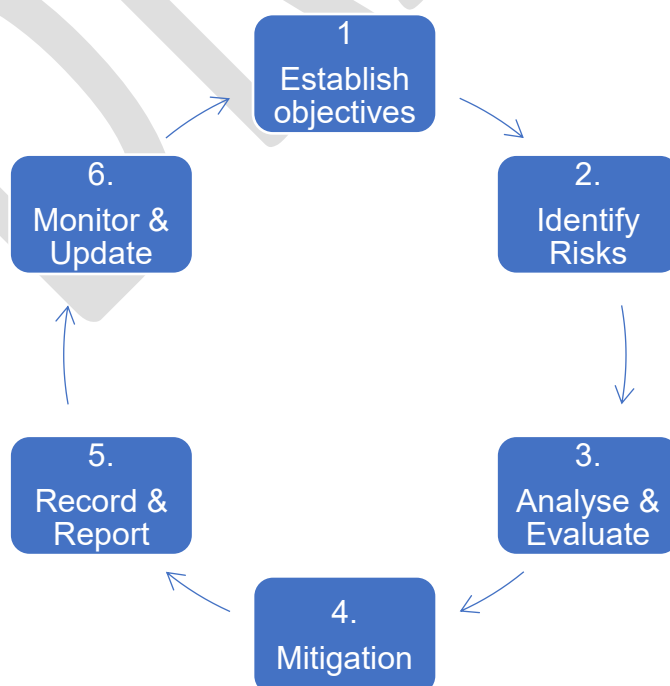 1
Establish
objectives
2.
Identify
Risks
3.
Analyse &
Evaluate
4.
Mitigation
5.
Record &
Report
6.
Monitor &
Update